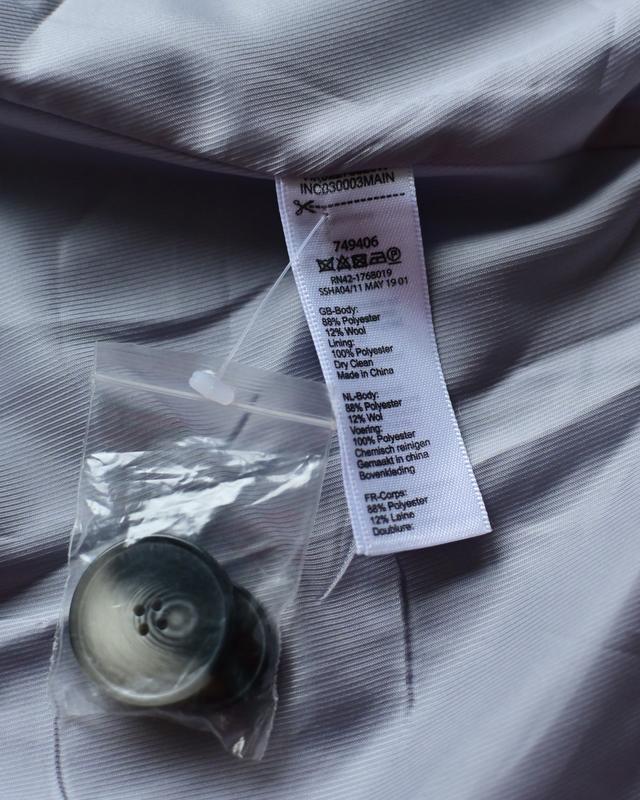 INC030003MAIN
749406
RN42-1768019
SSHA04/11 MAY 19 01
GB-Body:
88% Polyester
12% Wool
Lining:
100% Polyester
Dry Clean
Made in China
NL-Body:
88% Polyester
12% Wol
Voering:
100% Polyester
Chemisch reinigen
Gemaakt in china
Bovenkleding
FR-Corps:
88% Polyester
12% Laine
Doublure: